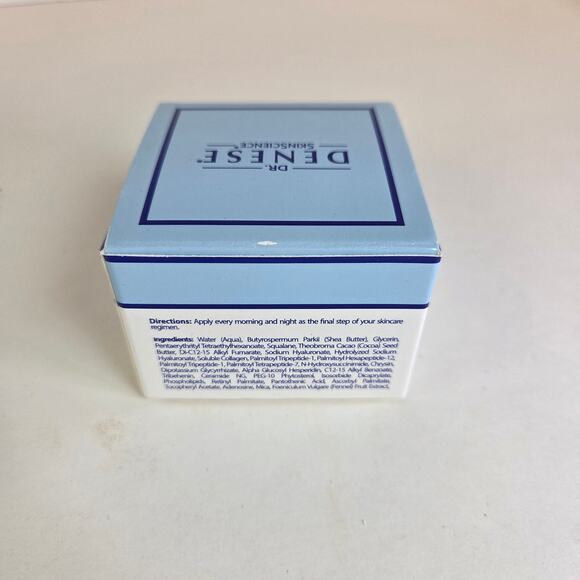 DR.
DENESE®
SKINSCIENCE®
Directions: Apply every morning and night as the final step of your skincare
regimen.
Ingredients: Water (Aqua), Butyrospermum Parkii (Shea Butter), Glycerin,
Pentaerythrityl Tetraethylhexanoate, Squalane, Theobroma Cacao (Cocoa) Seed
Butter, Di-C12-15 Alkyl Fumarate, Sodium Hyaluronate, Hydrolyzed Sodium
Hyaluronate, Soluble Collagen, Palmitoyl Tripeptide-1, Palmitoyl Hexapeptide-12,
Palmitoyl Tripeptide-1, Palmitoyl Tetrapeptide-7, N-Hydroxysuccinimide, Chrysin,
Dipotassium Glycyrrhizate, Alpha Glucosyl Hesperidin, C12-15 Alkyl Benzoate,
Tribehenin, Ceramide NG, PEG-10 Phytosterol, Isosorbide Dicaprylate,
Phospholipids, Retinyl Palmitate, Pantothenic Acid, Ascorbyl Palmitate,
Tocopheryl Acetate, Adenosine, Mica, Foeniculum Vulgare (Fennel) Fruit Extract,